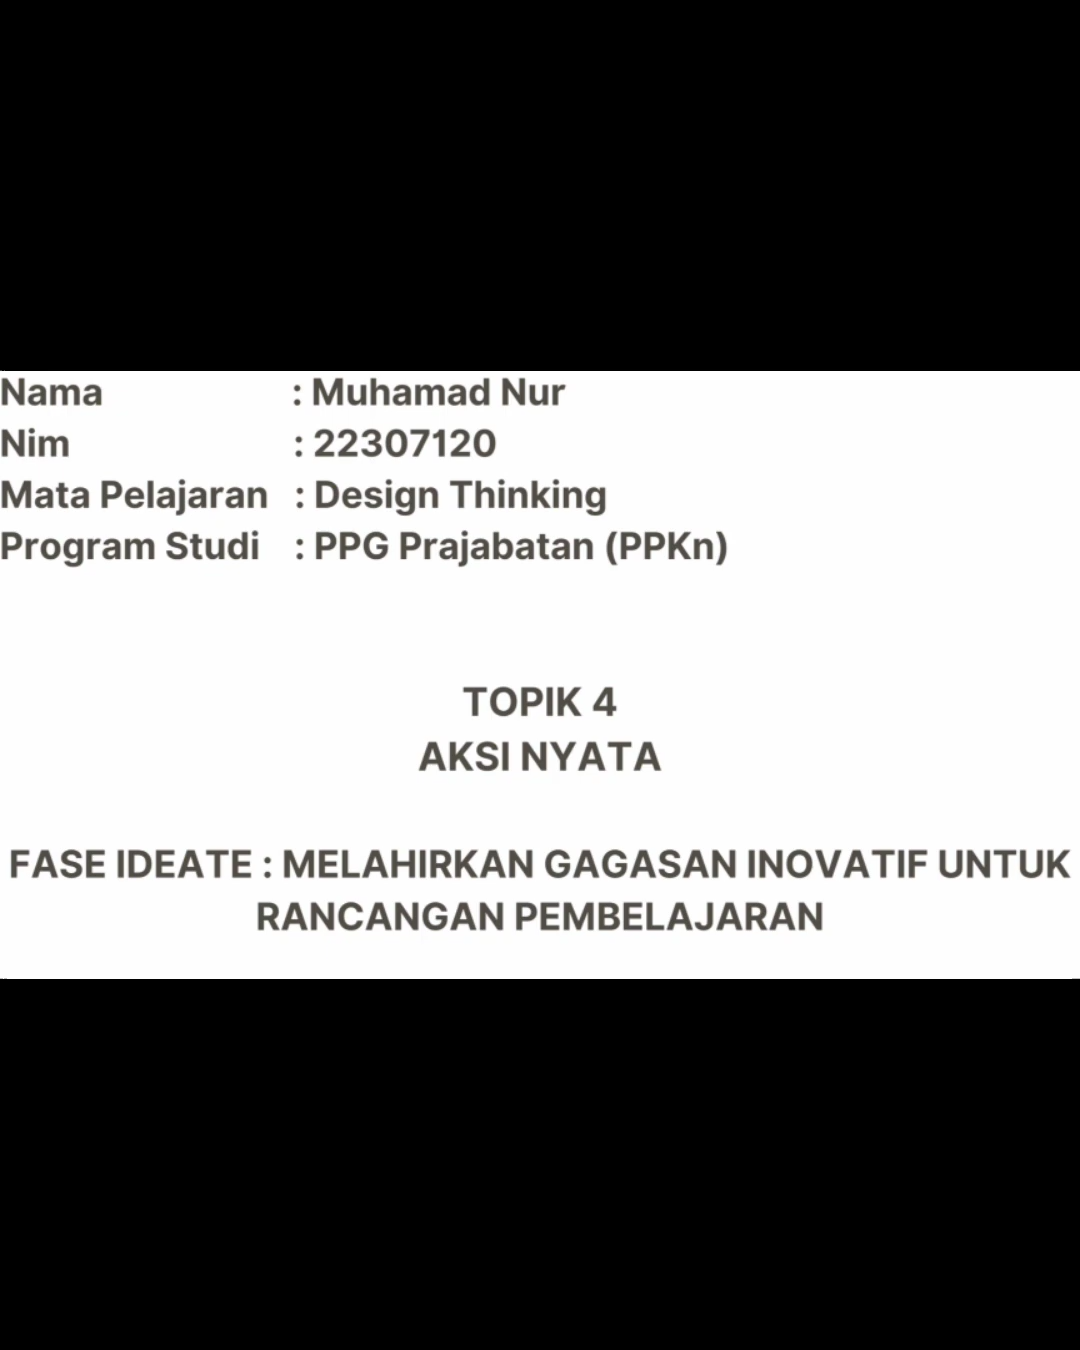 Nama : Muhamad Nur
Nim : 22307120
Mata Pelajaran : Design Thinking
Program Studi : PPG Prajabatan (PPKn)
TOPIK 4
AKSI NYATA
FASE IDEATE : MELAHIRKAN GAGASAN INOVATIF UNTUK
RANCANGAN PEMBELAJARAN